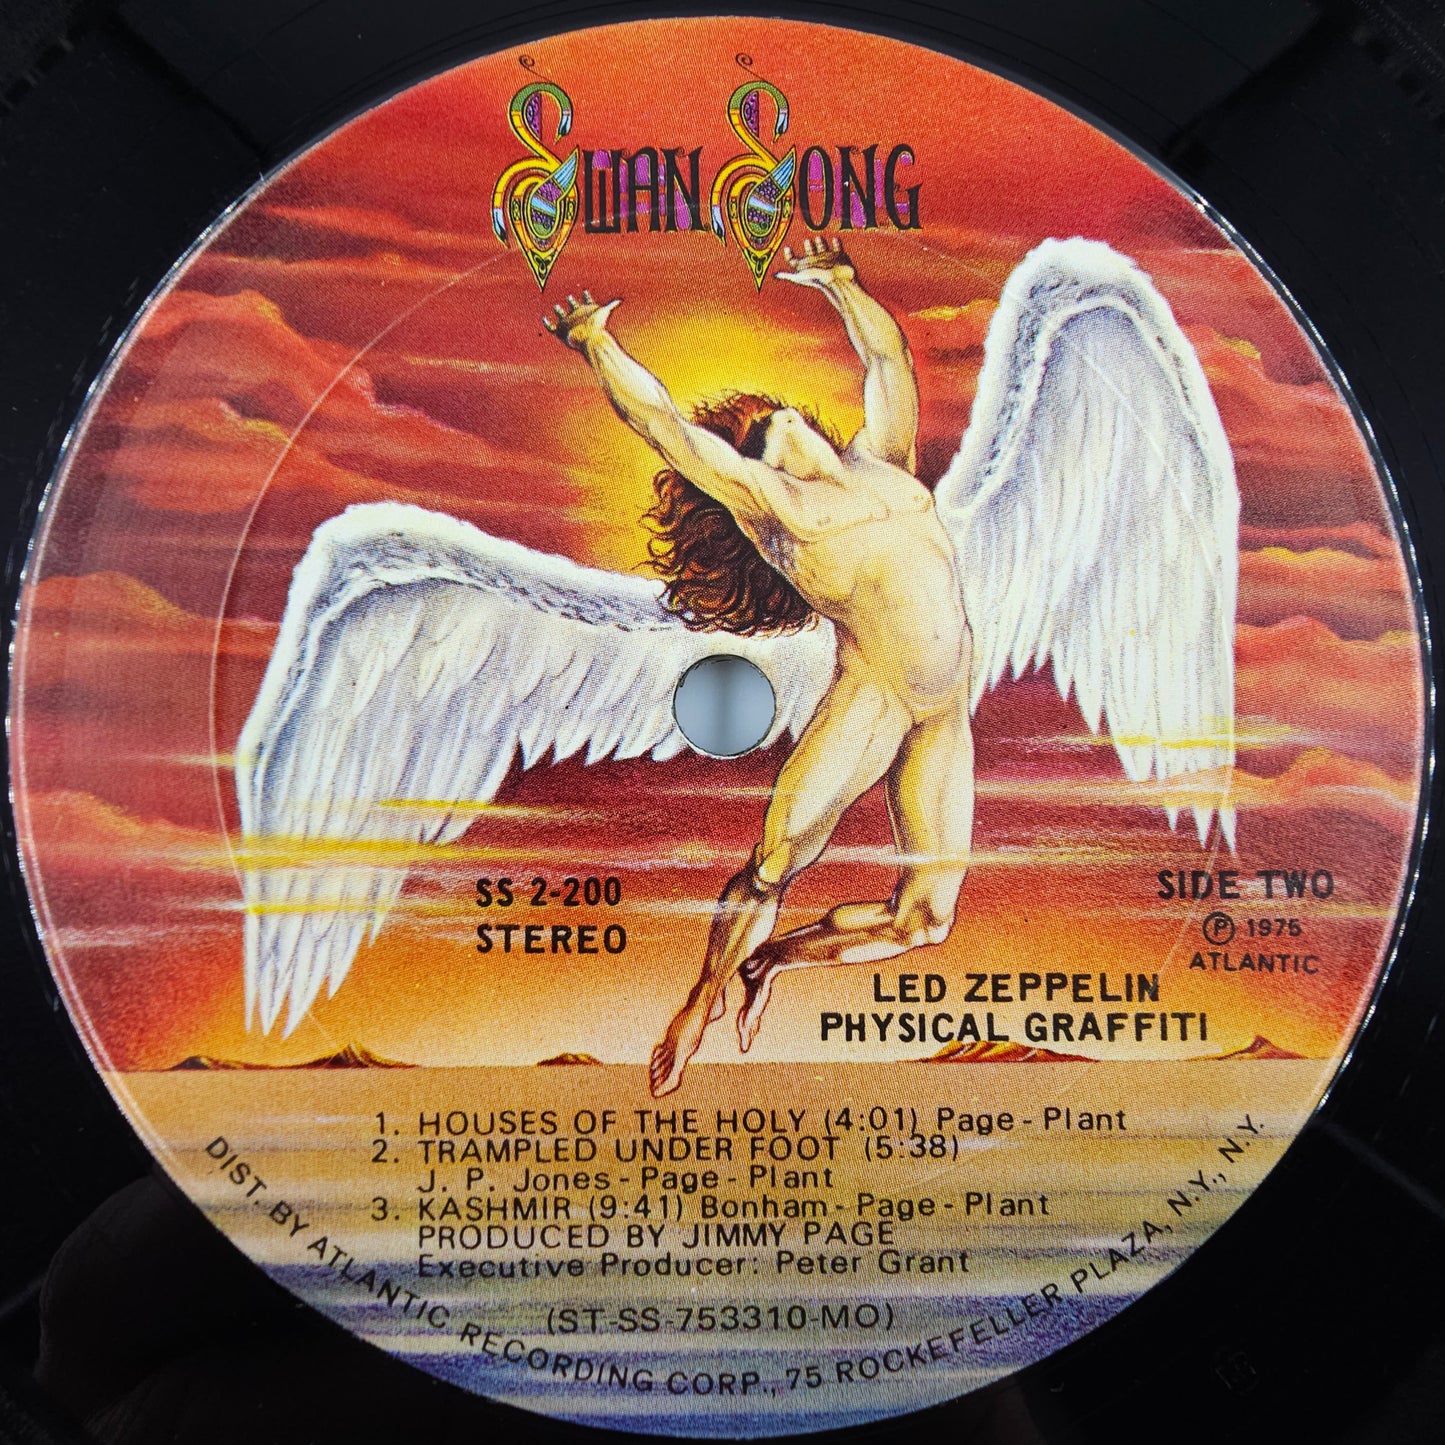 SWAN SONG
SS 2-200
STEREO
SIDE TWO
Ⓟ 1975
ATLANTIC
LED ZEPPELIN
PHYSICAL GRAFFITI
1. HOUSES OF THE HOLY (4:01) Page - Plant
2. TRAMPLED UNDER FOOT (5:38)
J. P. Jones - Page - Plant
3. KASHMIR (9:41) Bonham - Page - Plant
PRODUCED BY JIMMY PAGE
Executive Producer: Peter Grant
(ST-SS-753310-MO)
DIST. BY ATLANTIC RECORDING CORP., 75 ROCKEFELLER PLAZA, N.Y., N.Y.